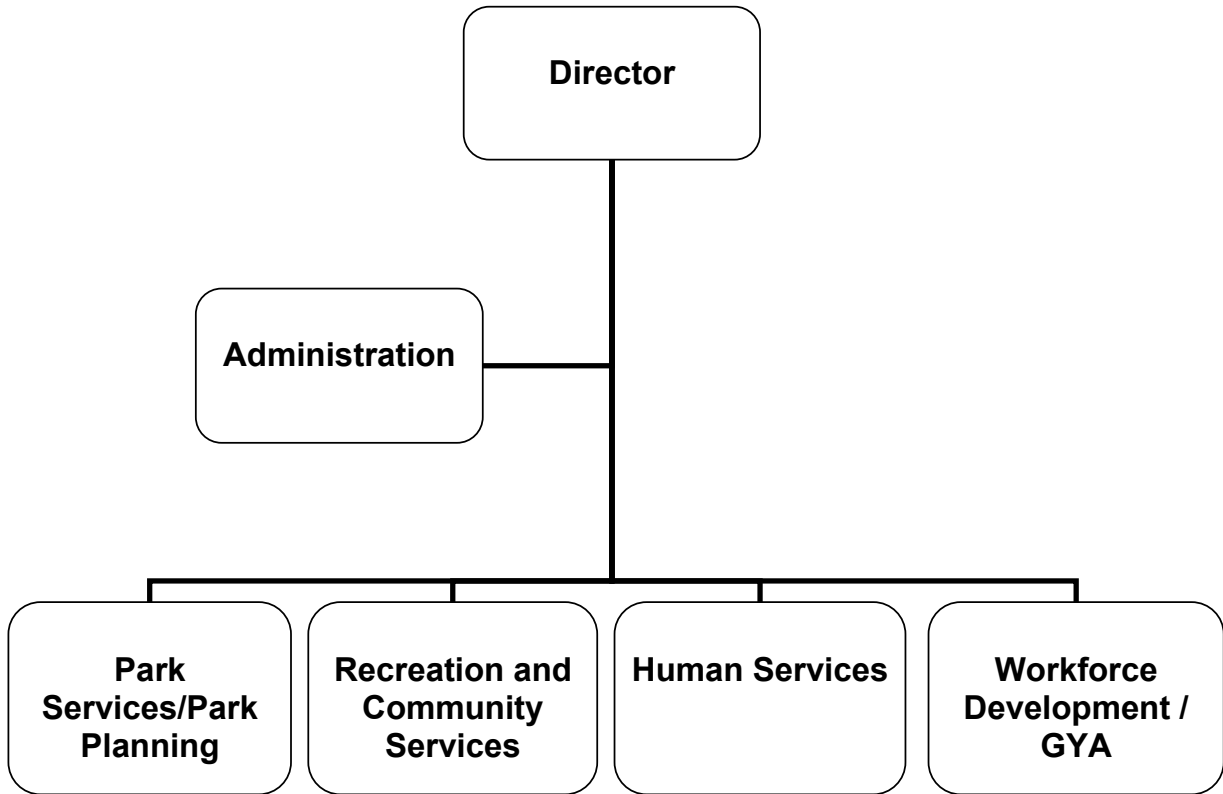 Director
Administration
Park
Services/Park
Planning
Recreation and
Community
Services
Human Services
Workforce
Development /
GYA